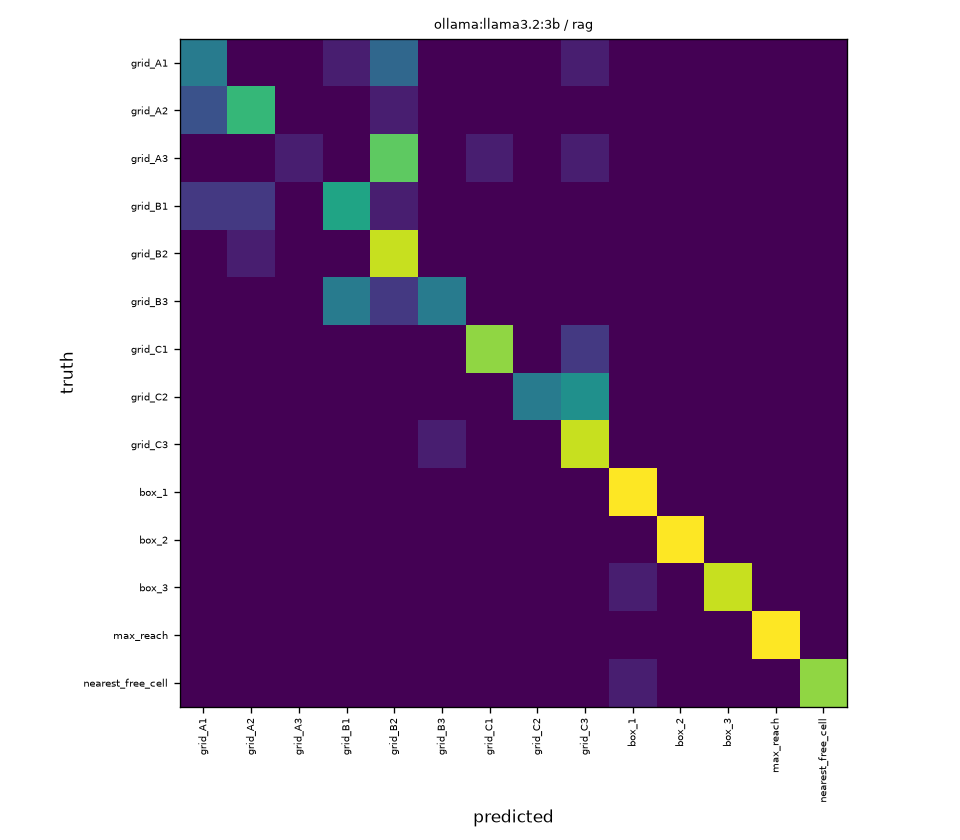 ollama:llama3.2:3b / rag
truth
grid_A1
grid_A2
grid_A3
grid_B1
grid_B2
grid_B3
grid_C1
grid_C2
grid_C3
box_1
box_2
box_3
max_reach
nearest_free_cell
grid_A1
grid_A2
grid_A3
grid_B1
grid_B2
grid_B3
grid_C1
grid_C2
grid_C3
box_1
box_2
box_3
max_reach
nearest_free_cell
predicted